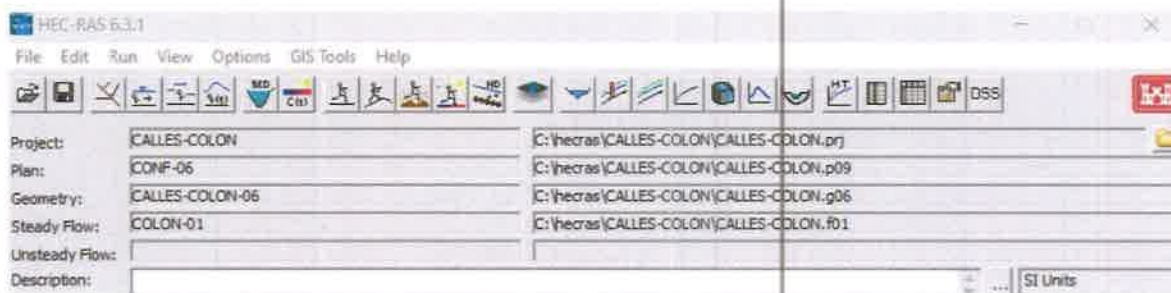 HEC-RAS 6.3.1
File Edit Run View Options GIS Tools Help
DSS
Project: CALLES-COLON C:\hecras\CALLES-COLON\CALLES-COLON.prj
Plan: CONF-06 C:\hecras\CALLES-COLON\CALLES-COLON.p09
Geometry: CALLES-COLON-06 C:\hecras\CALLES-COLON\CALLES-COLON.g06
Steady Flow: COLON-01 C:\hecras\CALLES-COLON\CALLES-COLON.f01
Unsteady Flow:
Description: ... SI Units